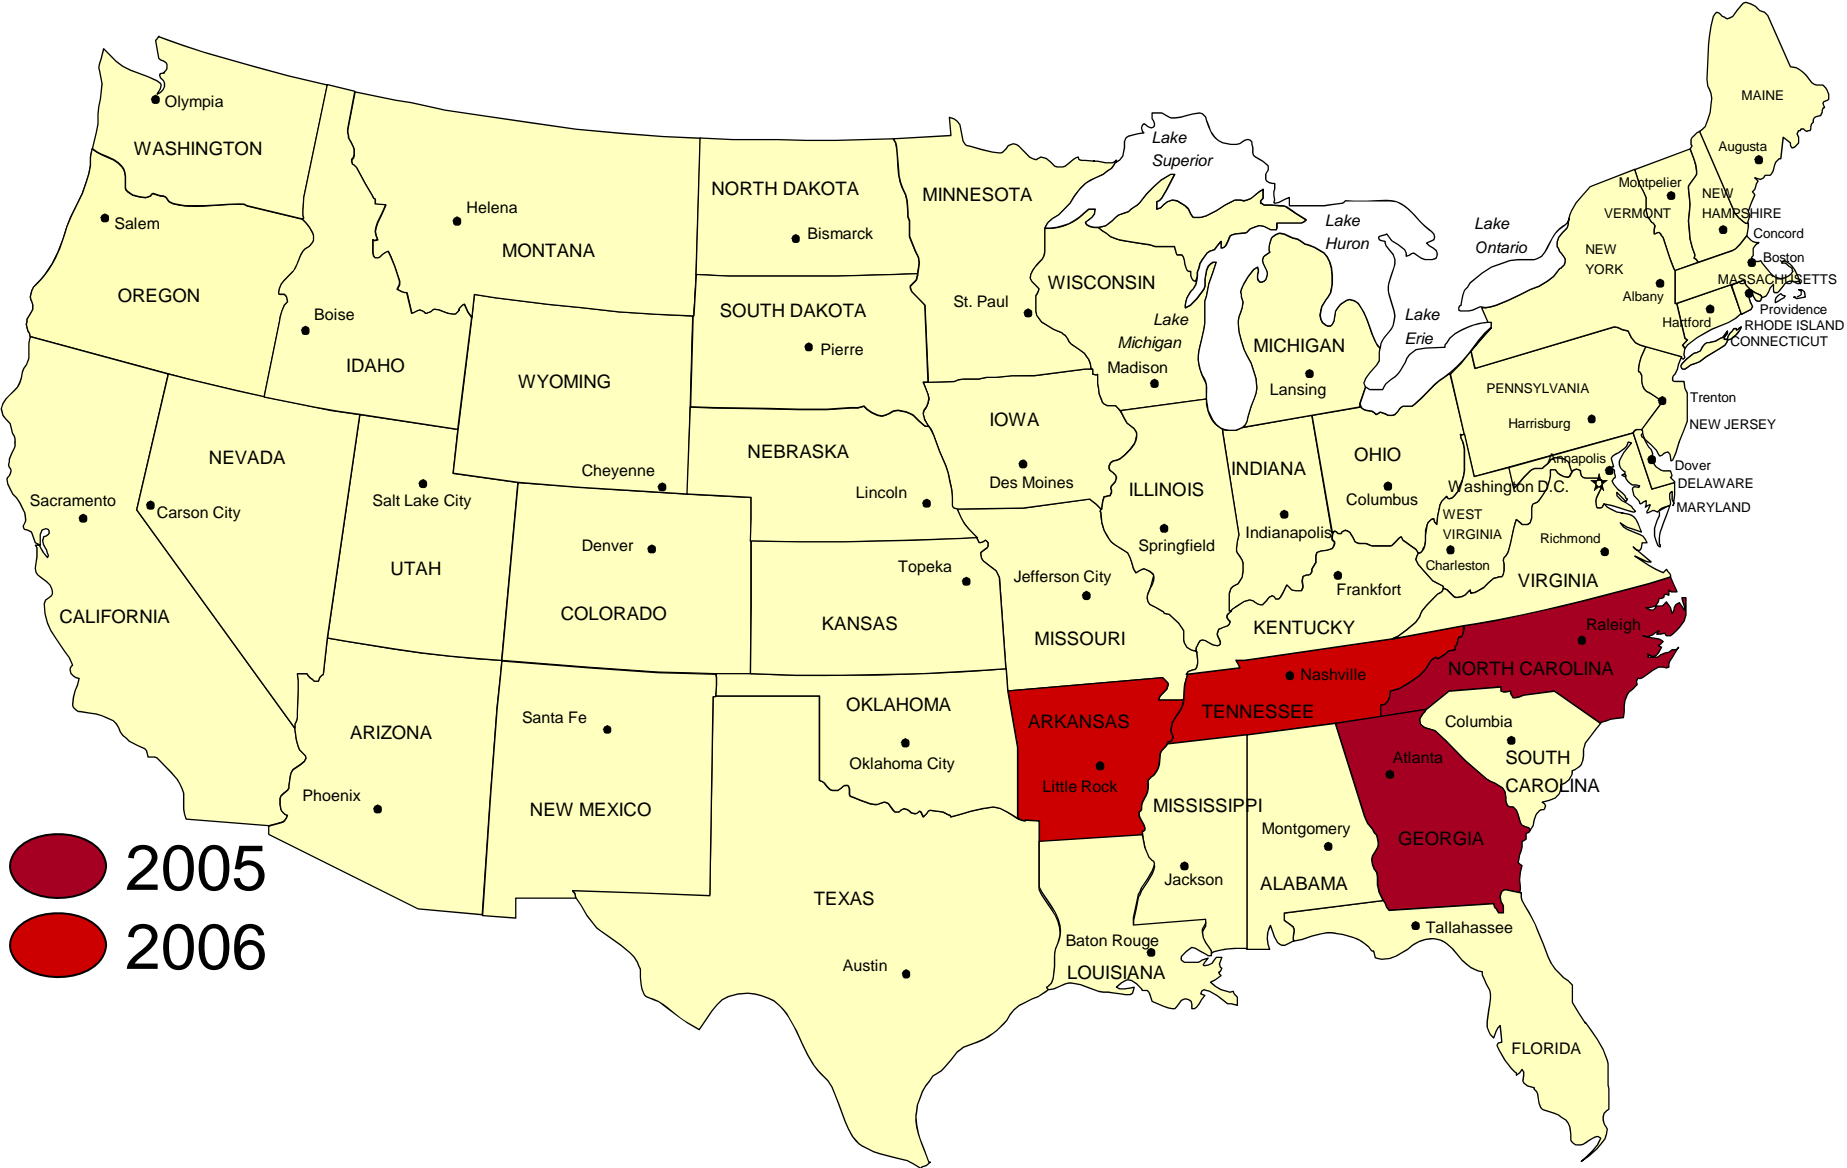 MAINE
Olympia
Lake
Superior
WASHINGTON
Augusta
Montpelier
NEW
HAMPSHIRE
VERMONT
NORTH DAKOTA
MINNESOTA
Helena
Salem
Lake
Huron
Lake
Ontario
Bismarck
Concord
MONTANA
NEW
YORK
Boston
WISCONSIN
MASSACHUSETTS
OREGON
Albany
St. Paul
SOUTH DAKOTA
Providence
Boise
Lake
Michigan
Lake
Erie
Hartford
RHODE ISLAND
CONNECTICUT
MICHIGAN
Pierre
IDAHO
Madison
WYOMING
Lansing
PENNSYLVANIA
Trenton
IOWA
Harrisburg
NEW JERSEY
NEBRASKA
NEVADA
OHIO
Annapolis
INDIANA
Dover
Cheyenne
Salt Lake City
Des Moines
DELAWARE
ILLINOIS
Washington D.C.
Lincoln
Columbus
Sacramento
Carson City
MARYLAND
WEST
VIRGINIA
Indianapolis
Richmond
Denver
Springfield
Topeka
Charleston
UTAH
Jefferson City
VIRGINIA
Frankfort
COLORADO
CALIFORNIA
KANSAS
KENTUCKY
Raleigh
MISSOURI
NORTH CAROLINA
Nashville
OKLAHOMA
TENNESSEE
Santa Fe
ARKANSAS
Columbia
ARIZONA
Atlanta
SOUTH
CAROLINA
Oklahoma City
Little Rock
Phoenix
NEW MEXICO
MISSISSIPPI
Montgomery
GEORGIA
2005
Jackson
ALABAMA
TEXAS
Tallahassee
2006
Baton Rouge
Austin
LOUISIANA
FLORIDA